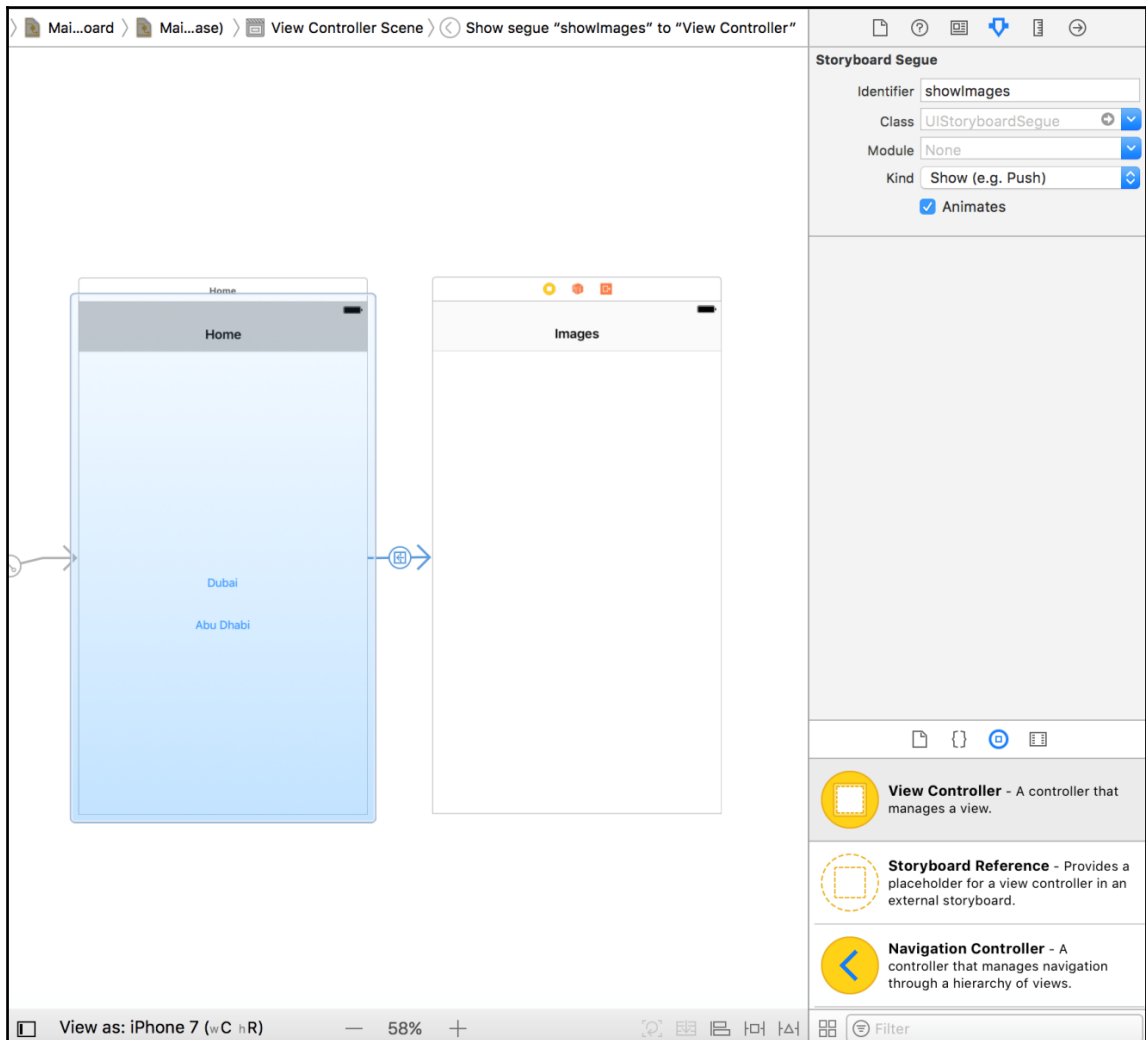 Mai...oard 〉 Mai...ase) 〉 View Controller Scene 〉 Show segue “showImages” to “View Controller”
Storyboard Segue
Identifier showImages
Class UIStoryboardSegue
Module None
Kind Show (e.g. Push)
Animates
Home
Home
Images
Dubai
Abu Dhabi
View Controller - A controller that
manages a view.
Storyboard Reference - Provides a
placeholder for a view controller in an
external storyboard.
Navigation Controller - A
controller that manages navigation
through a hierarchy of views.
View as: iPhone 7 (wC hR) — 58% +
Filter